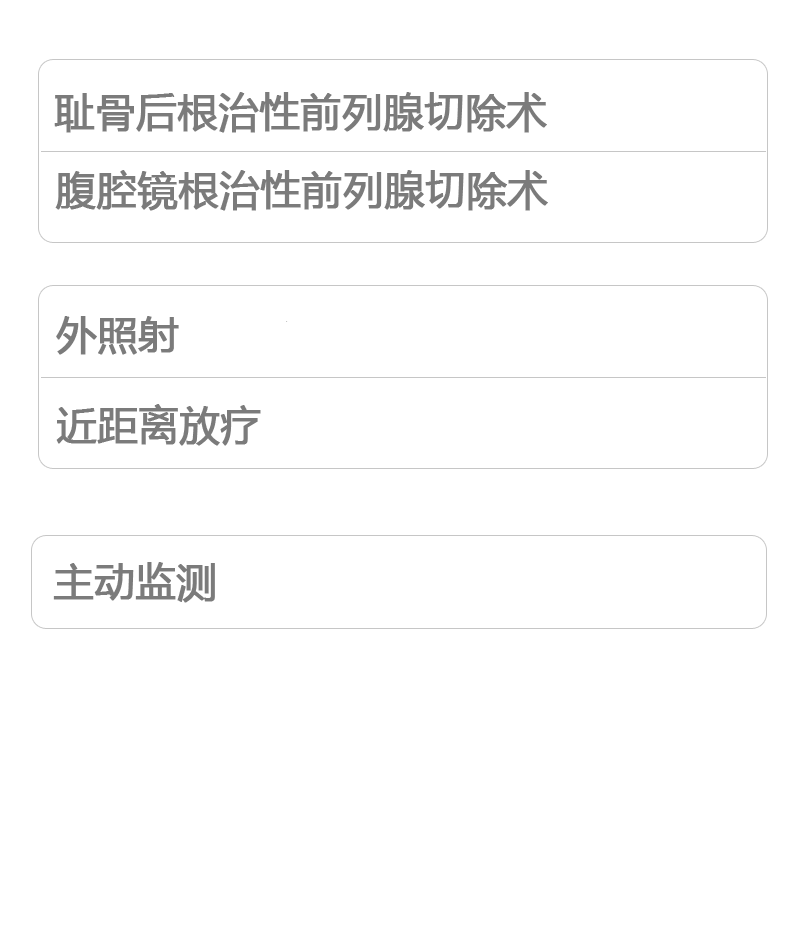 耻骨后根治性前列腺切除术
腹腔镜根治性前列腺切除术
外照射
近距离放疗
主动监测